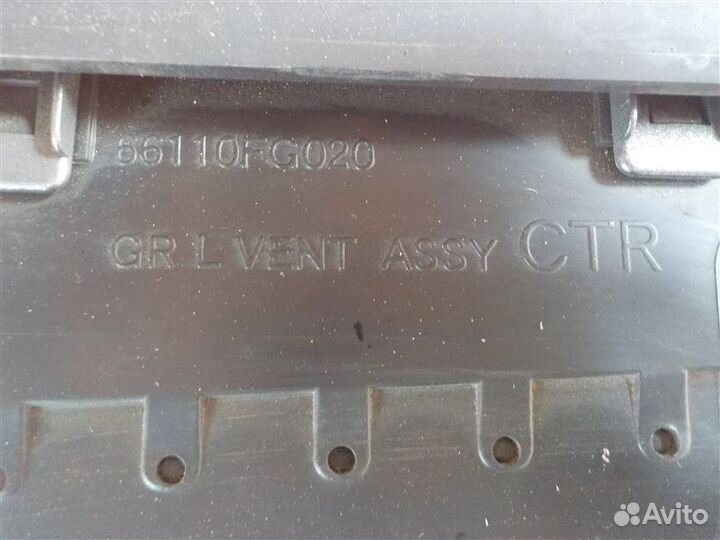 66110FG020
GR L VENT ASSY CTR
Avito